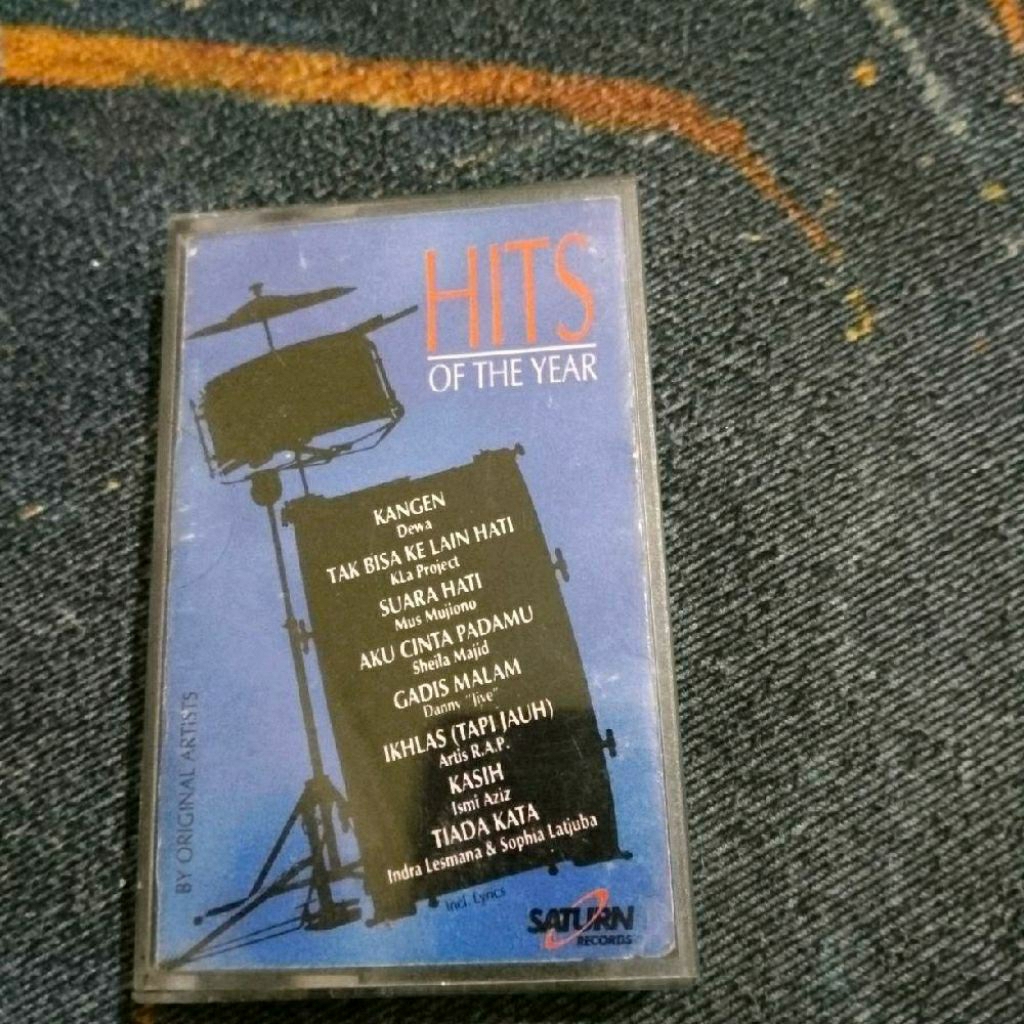 HITS
OF THE YEAR
KANGEN
Dewa
TAK BISA KE LAIN HATI
KLa Project
SUARA HATI
Mus Mujiono
AKU CINTA PADAMU
Sheila Majid
GADIS MALAM
Danny "Jive"
IKHLAS (TAPI JAUH)
Artis R.A.P.
KASIH
Ismi Aziz
TIADA KATA
Indra Lesmana & Sophia Latjuba
Incl. Lyrics
BY ORIGINAL ARTISTS
SATURN
RECORDS